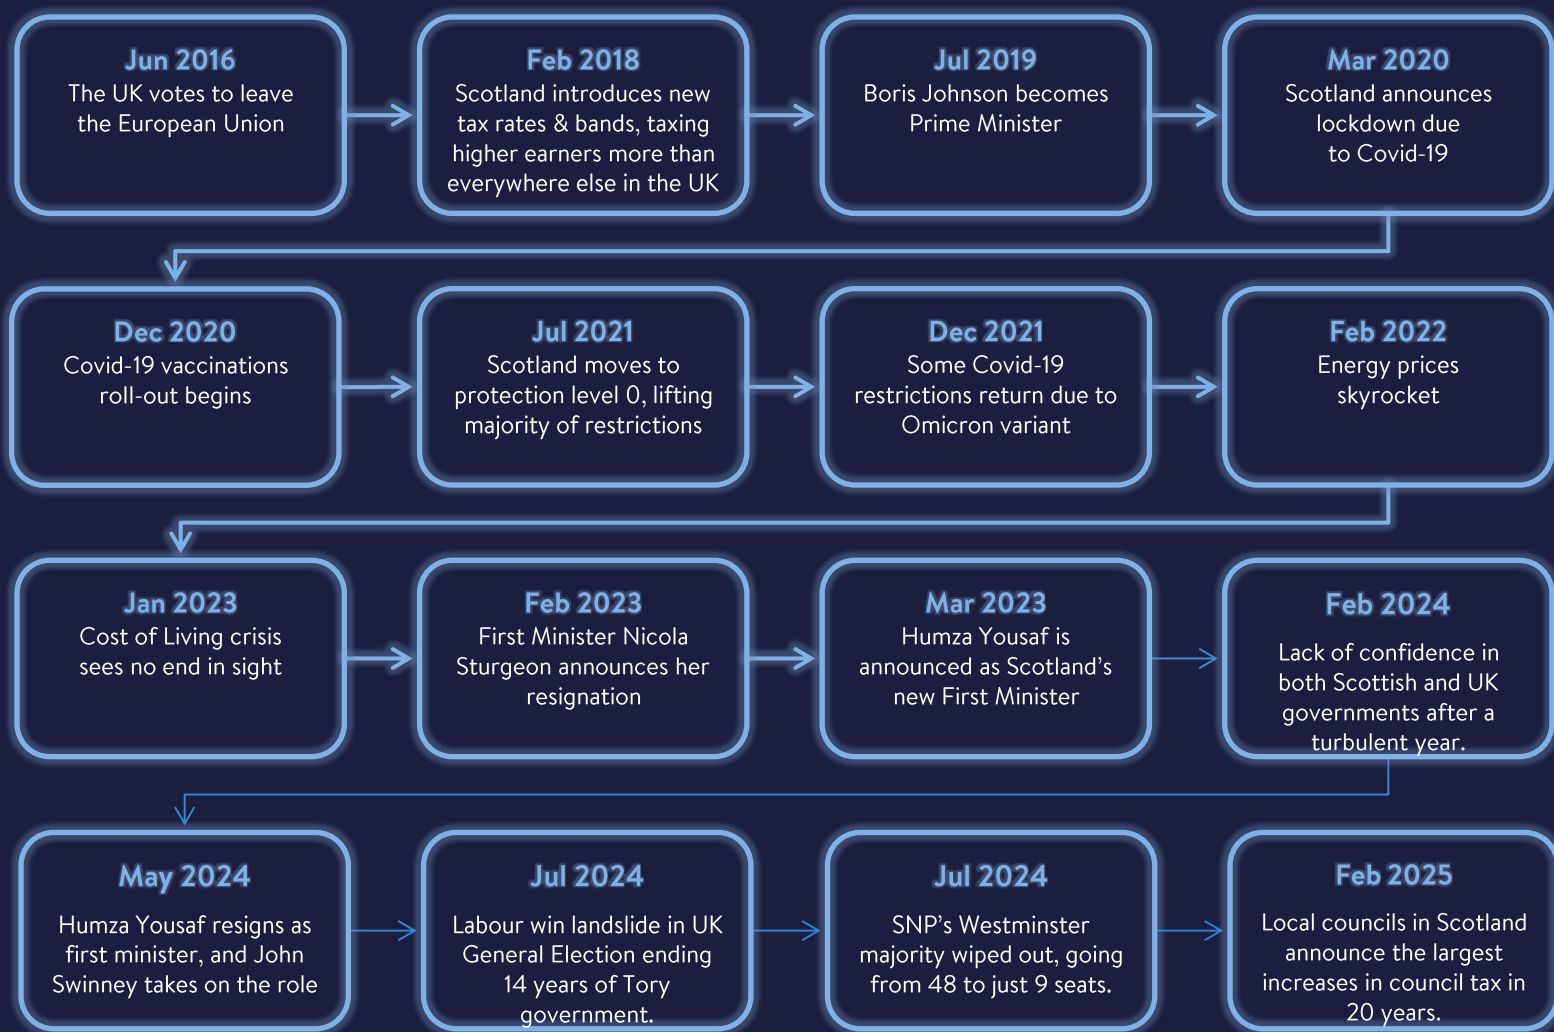 Jun 2016
The UK votes to leave
the European Union
Feb 2018
Scotland introduces new
tax rates & bands, taxing
higher earners more than
everywhere else in the UK
Jul 2019
Boris Johnson becomes
Prime Minister
Mar 2020
Scotland announces
lockdown due
to Covid-19
Dec 2020
Covid-19 vaccinations
roll-out begins
Jul 2021
Scotland moves to
protection level 0, lifting
majority of restrictions
Dec 2021
Some Covid-19
restrictions return due to
Omicron variant
Feb 2022
Energy prices
skyrocket
Jan 2023
Cost of Living crisis
sees no end in sight
Feb 2023
First Minister Nicola
Sturgeon announces her
resignation
Mar 2023
Humza Yousaf is
announced as Scotland's
new First Minister
Feb 2024
Lack of confidence in
both Scottish and UK
governments after a
turbulent year.
May 2024
Humza Yousaf resigns as
first minister, and John
Swinney takes on the role
Jul 2024
Labour win landslide in UK
General Election ending
14 years of Tory
government.
Jul 2024
SNP's Westminster
majority wiped out, going
from 48 to just 9 seats.
Feb 2025
Local councils in Scotland
announce the largest
increases in council tax in
20 years.